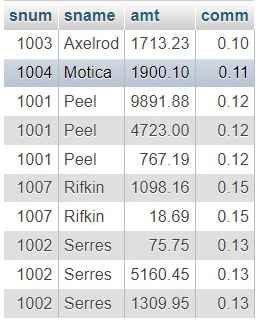 snum sname amt comm
1003 Axelrod 1713.23 0.10
1004 Motica 1900.10 0.11
1001 Peel 9891.88 0.12
1001 Peel 4723.00 0.12
1001 Peel 767.19 0.12
1007 Rifkin 1098.16 0.15
1007 Rifkin 18.69 0.15
1002 Serres 75.75 0.13
1002 Serres 5160.45 0.13
1002 Serres 1309.95 0.13